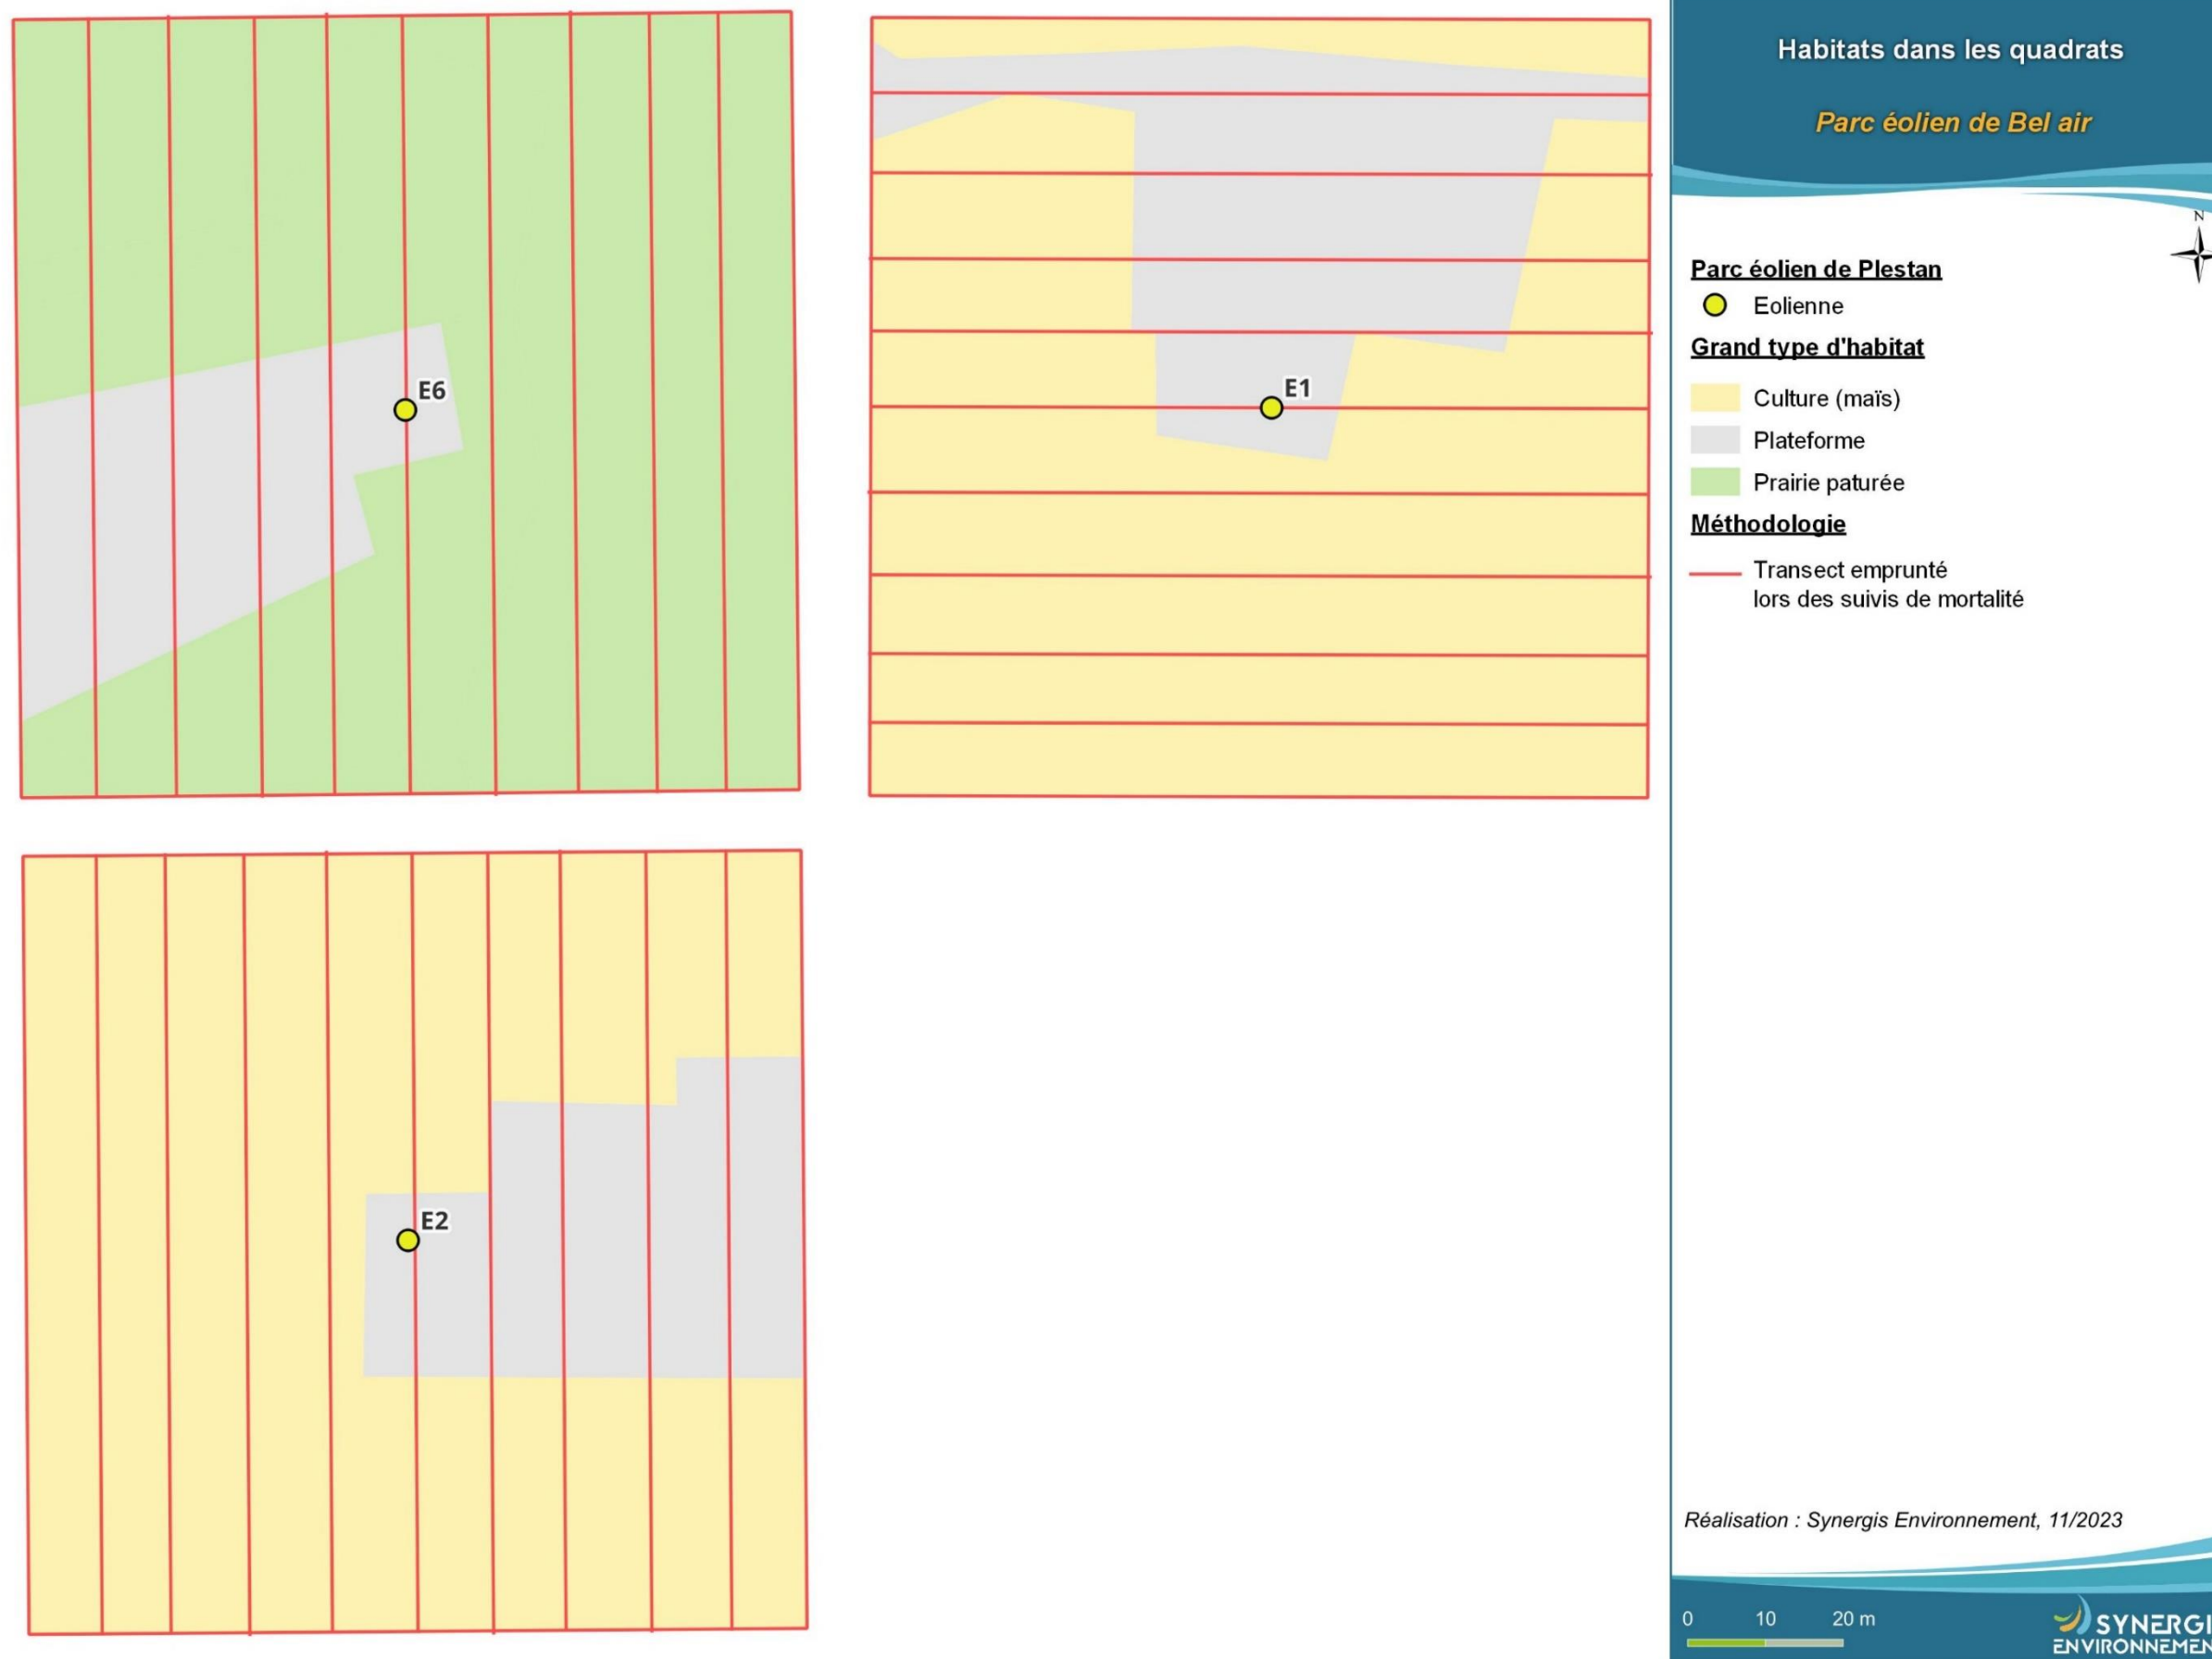 Habitats dans les quadrats
Parc éolien de Bel air
N
Parc éolien de Plestan
Eolienne
Grand type d'habitat
Culture (maïs)
Plateforme
Prairie paturée
Méthodologie
Transect emprunté
lors des suivis de mortalité
E6
E1
E2
Réalisation : Synergis Environnement, 11/2023
0 10 20 m
SYNERGI
ENVIRONNEMEN